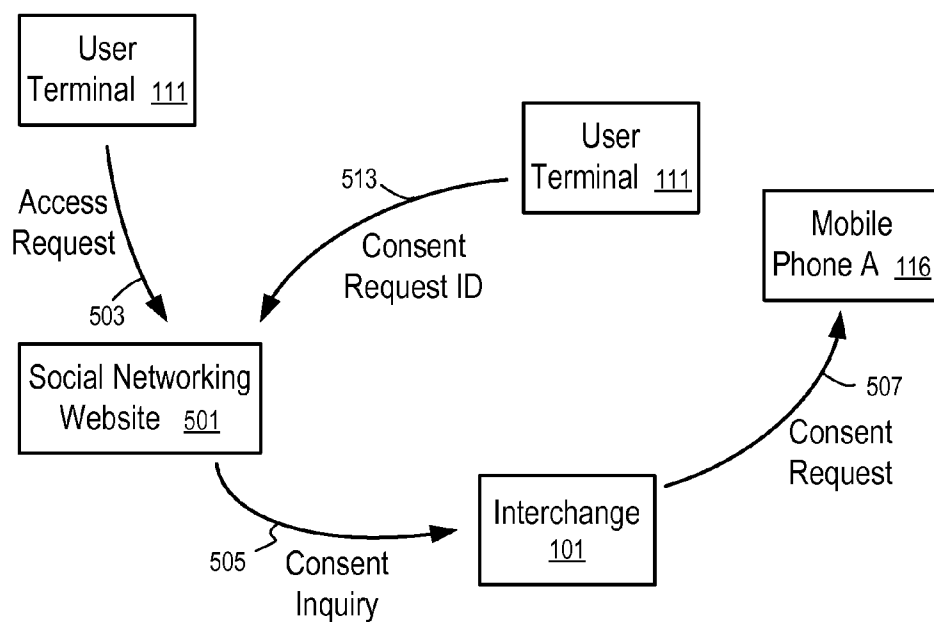 User
Terminal 111
User
Terminal 111
513
Access
Request
Consent
Request ID
Mobile
Phone A 116
503
Social Networking
Website 501
507
Consent
Request
Interchange
101
505
Consent
Inquiry